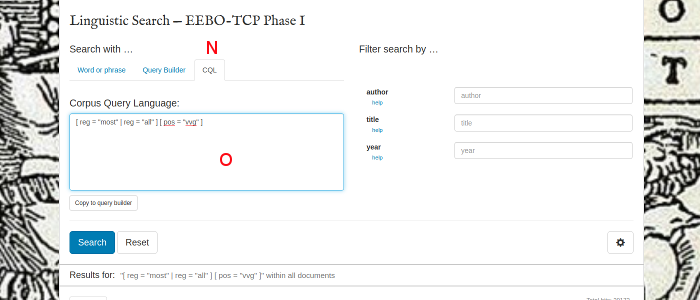 Linguistic Search – EEBO-TCP Phase I
Search with …
N
Filter search by …
Word or phrase Query Builder CQL
author
help
author
Corpus Query Language:
[ reg = "most" | reg = "all" ] [ pos = "vvg" ]
title
help
title
year
help
year
O
Copy to query builder
Search Reset
Results for: "[ reg = "most" | reg = "all" ] [ pos = "vvg" ]" within all documents
O
T